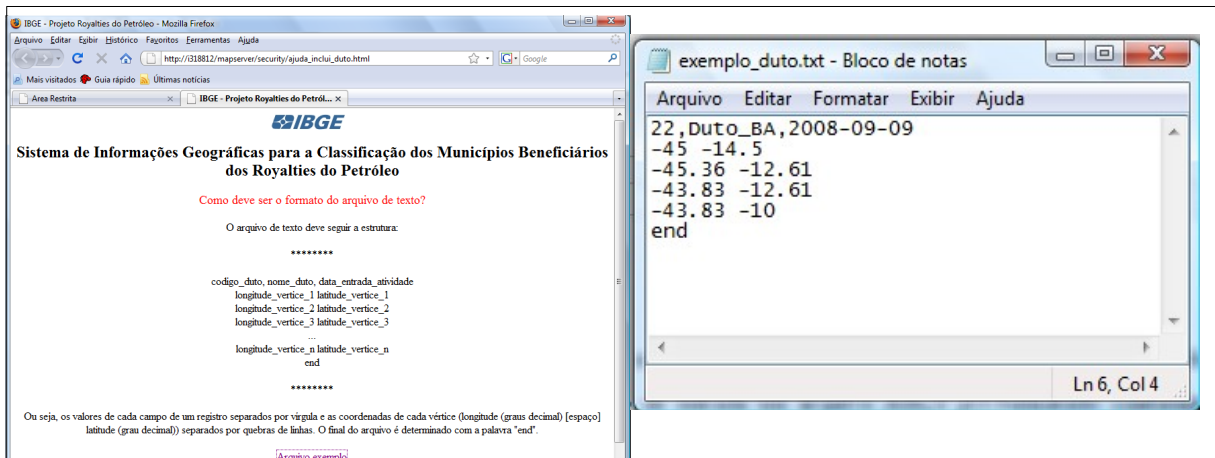 IBGE - Projeto Royalties do Petróleo - Mozilla Firefox
Arquivo Editar Exibir Histórico Favoritos Ferramentas Ajuda
http://i318812/mapserver/security/ajuda_inclui_duto.html
Google
Mais visitados Guia rápido Últimas notícias
Area Restrita
IBGE - Projeto Royalties do Petról...
IBGE
Sistema de Informações Geográficas para a Classificação dos Municípios Beneficiários
dos Royalties do Petróleo
Como deve ser o formato do arquivo de texto?
O arquivo de texto deve seguir a estrutura:
********
codigo_duto, nome_duto, data_entrada_atividade
longitude_vertice_1 latitude_vertice_1
longitude_vertice_2 latitude_vertice_2
longitude_vertice_3 latitude_vertice_3
...
longitude_vertice_n latitude_vertice_n
end
********
Ou seja, os valores de cada campo de um registro separados por virgula e as coordenadas de cada vértice (longitude (graus decimal) [espaço]
latitude (grau decimal)) separados por quebras de linhas. O final do arquivo é determinado com a palavra "end".
Arquivo exemplo
exemplo_duto.txt - Bloco de notas
Arquivo Editar Formatar Exibir Ajuda
22,Duto_BA,2008-09-09
-45 -14.5
-45.36 -12.61
-43.83 -12.61
-43.83 -10
end
Ln 6, Col 4